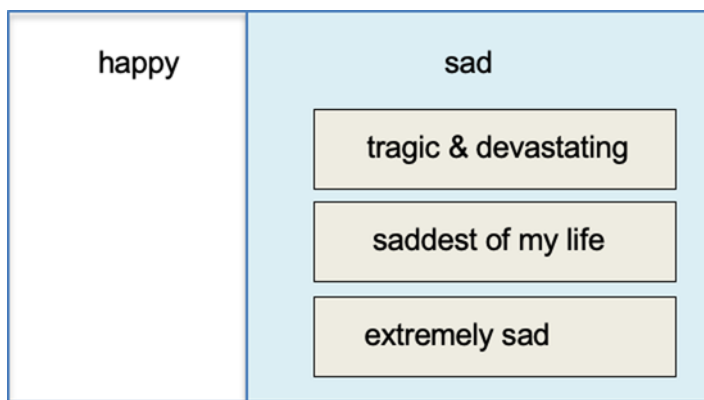 happy
sad
tragic & devastating
saddest of my life
extremely sad